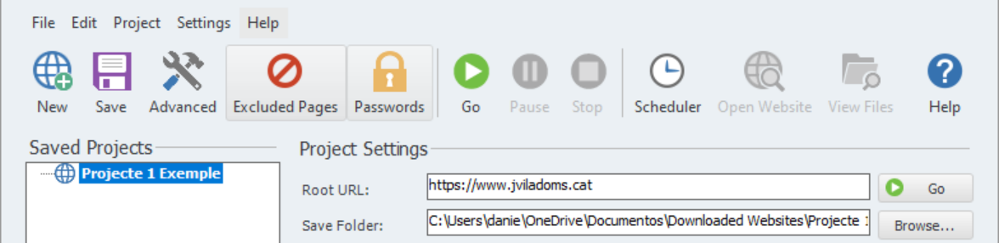 File Edit Project Settings Help
New Save Advanced Excluded Pages Passwords Go Pause Stop Scheduler Open Website View Files Help
Saved Projects Project Settings
Projecte 1 Exemple
Root URL: https://www.jviladoms.cat Go
Save Folder: C:\Users\danie\OneDrive\Documentos\Downloaded Websites\Projecte Browse...